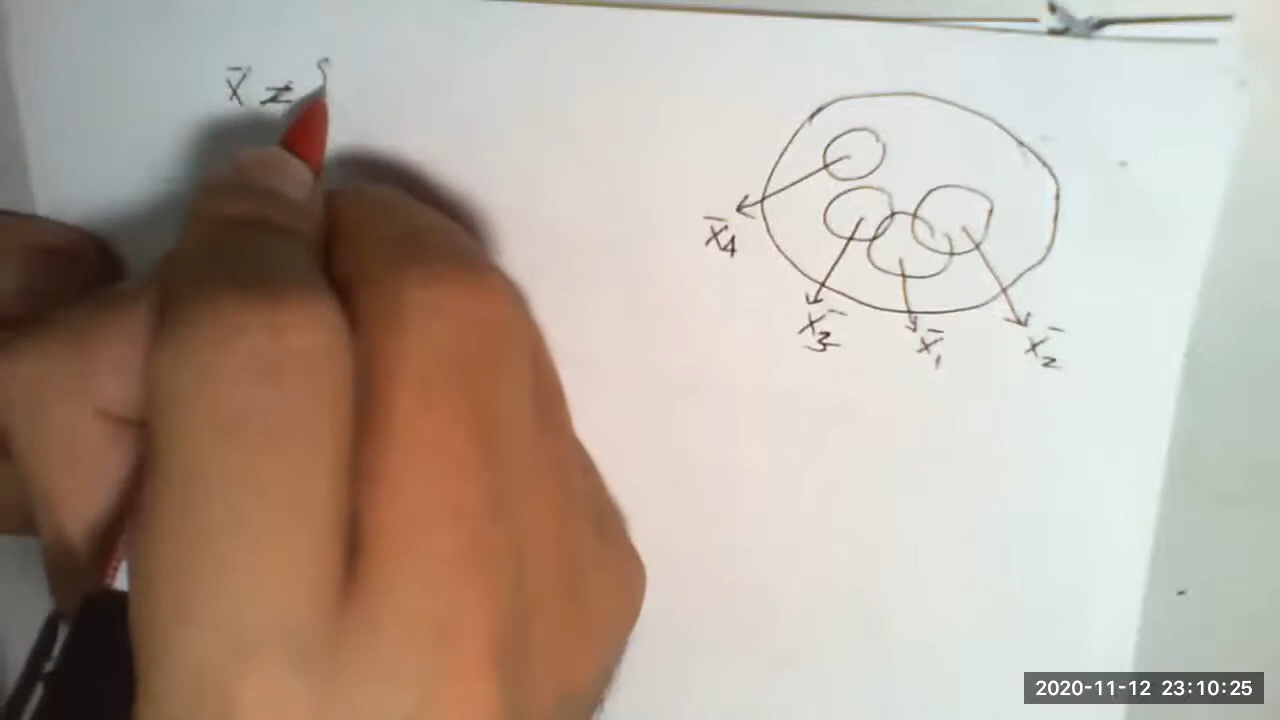 x̄ =
x̄₄
x̄₃
x̄₁
x̄₂
2020-11-12 23:10:25